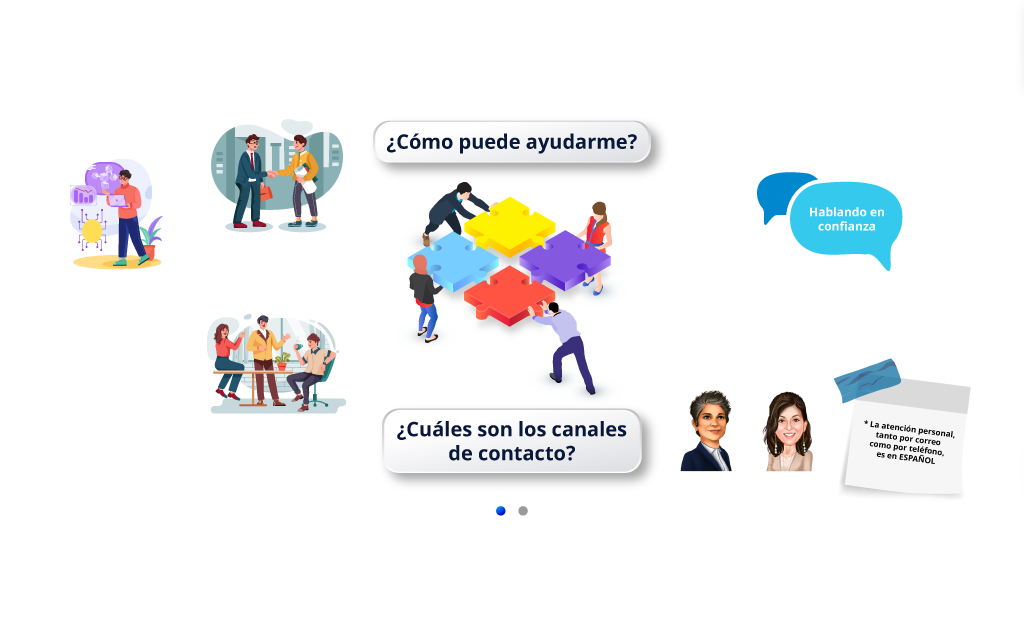 ¿Cómo puede ayudarme?
Hablando en
confianza
¿Cuáles son los canales
de contacto?
* La atención personal,
tanto por correo
como por teléfono,
es en ESPAÑOL